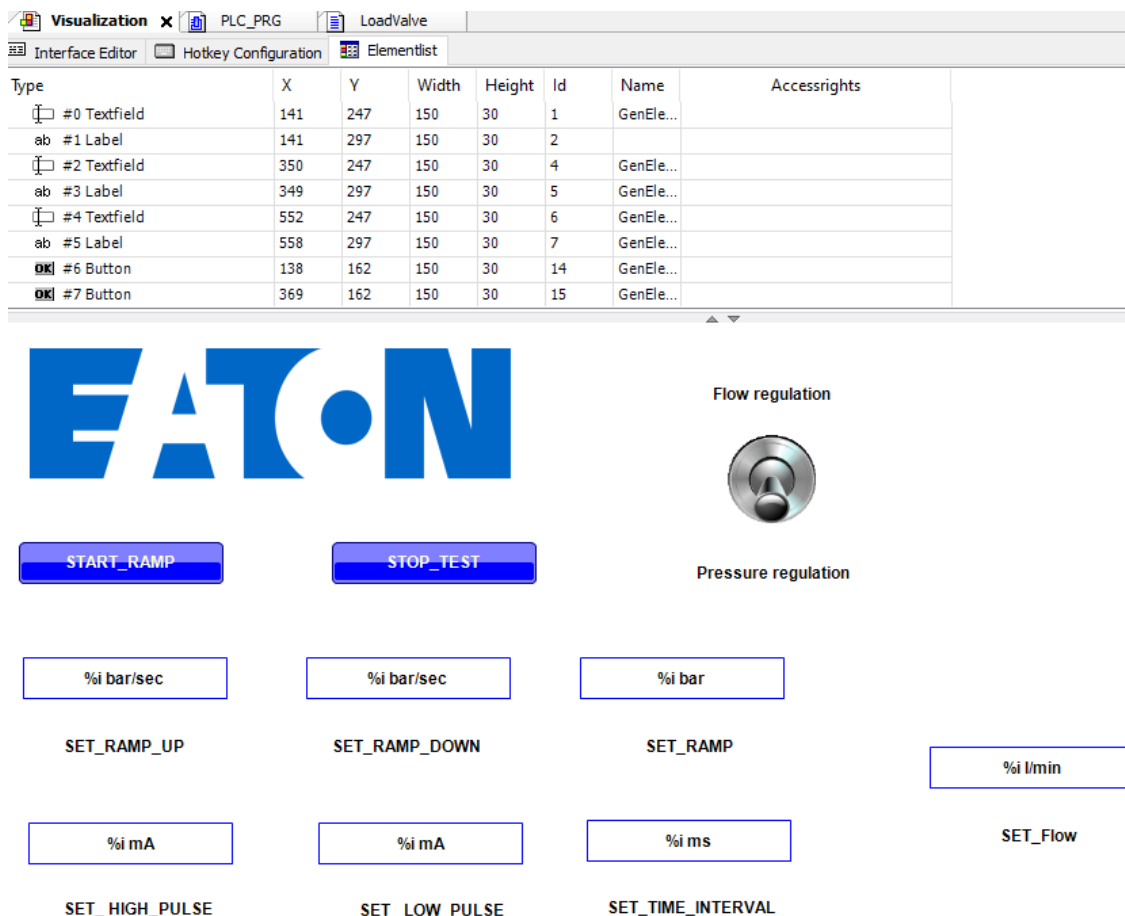 Visualization PLC_PRG LoadValve
Interface Editor Hotkey Configuration Elementlist
Type X Y Width Height Id Name Accessrights
#0 Textfield 141 247 150 30 1 GenEle...
ab #1 Label 141 297 150 30 2
#2 Textfield 350 247 150 30 4 GenEle...
ab #3 Label 349 297 150 30 5 GenEle...
#4 Textfield 552 247 150 30 6 GenEle...
ab #5 Label 558 297 150 30 7 GenEle...
OK #6 Button 138 162 150 30 14 GenEle...
OK #7 Button 369 162 150 30 15 GenEle...
EATON
Flow regulation
START_RAMP STOP_TEST
Pressure regulation
%i bar/sec %i bar/sec %i bar
SET_RAMP_UP SET_RAMP_DOWN SET_RAMP
%i l/min
%i mA %i mA %i ms
SET_Flow
SET_ HIGH_PULSE SET_ LOW_PULSE SET_TIME_INTERVAL